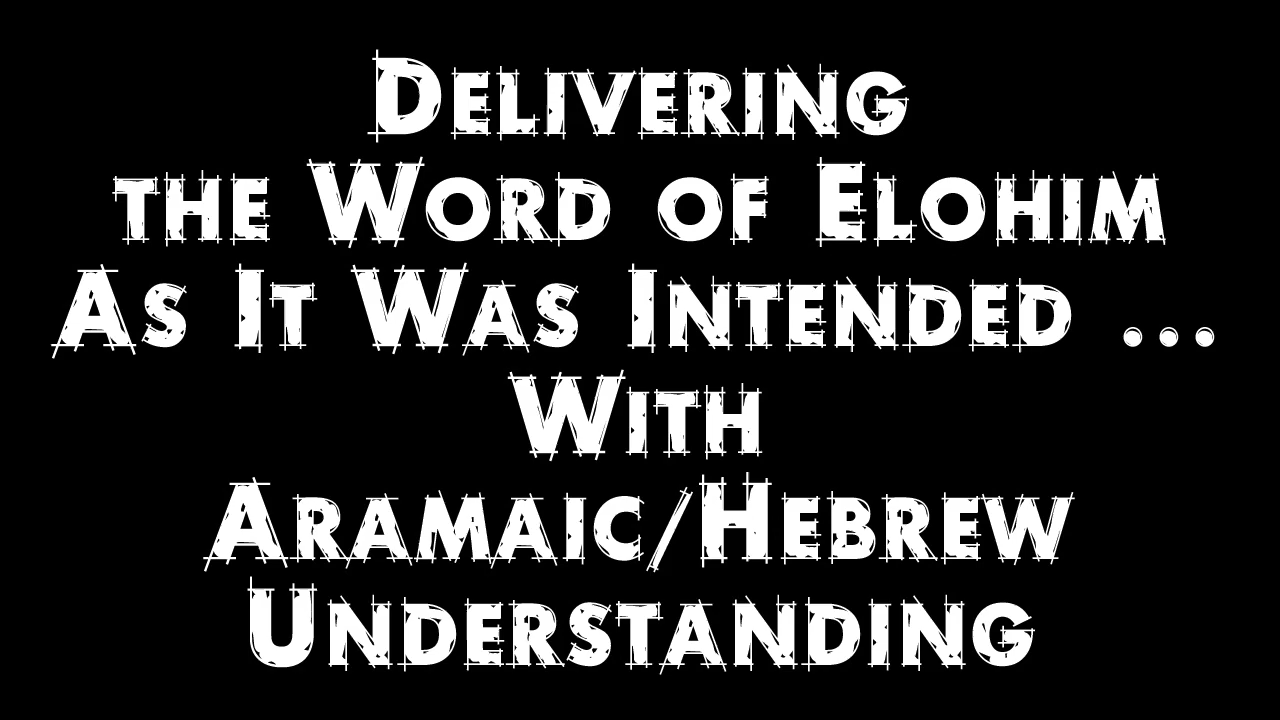 Delivering
the Word of Elohim
As It Was Intended ...
With
Aramaic/Hebrew
Understanding